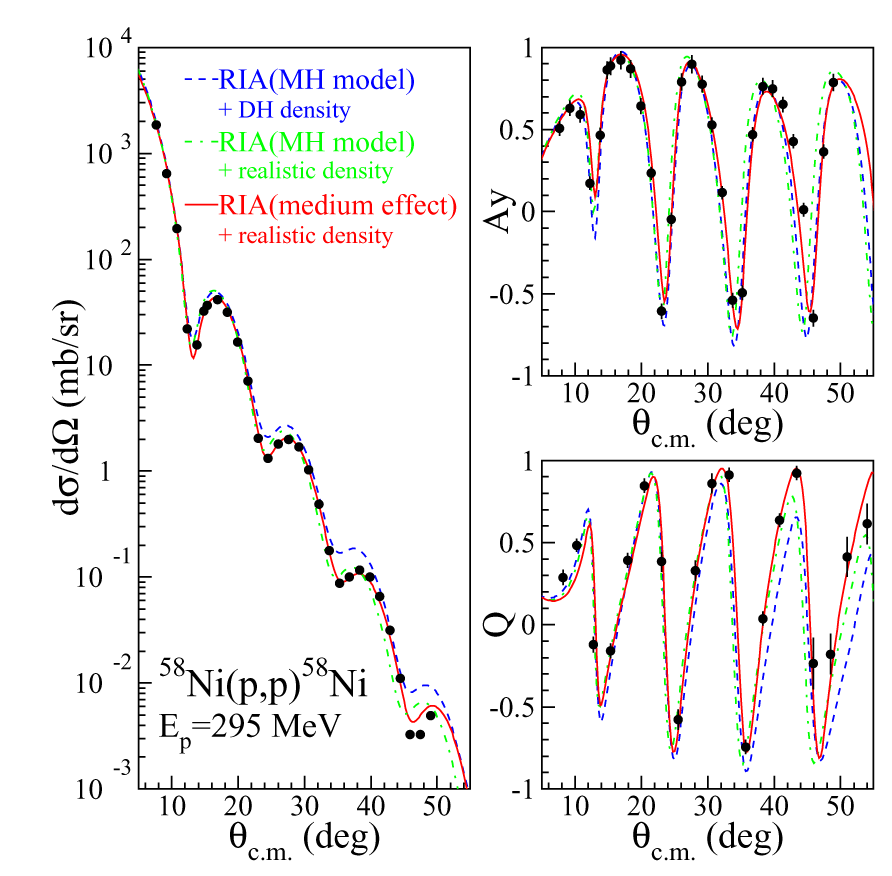 10 4
10 3
10 2
10
1
10 -1
10 -2
10 -3
dσ/dΩ (mb/sr)
RIA(MH model)
+ DH density
RIA(MH model)
+ realistic density
RIA(medium effect)
+ realistic density
58Ni(p,p)58Ni
Ep=295 MeV
10 20 30 40 50
θc.m. (deg)
1
0.5
0
-0.5
-1
Ay
10 20 30 40 50
θc.m. (deg)
1
0.5
0
-0.5
-1
Q
10 20 30 40 50
θc.m. (deg)